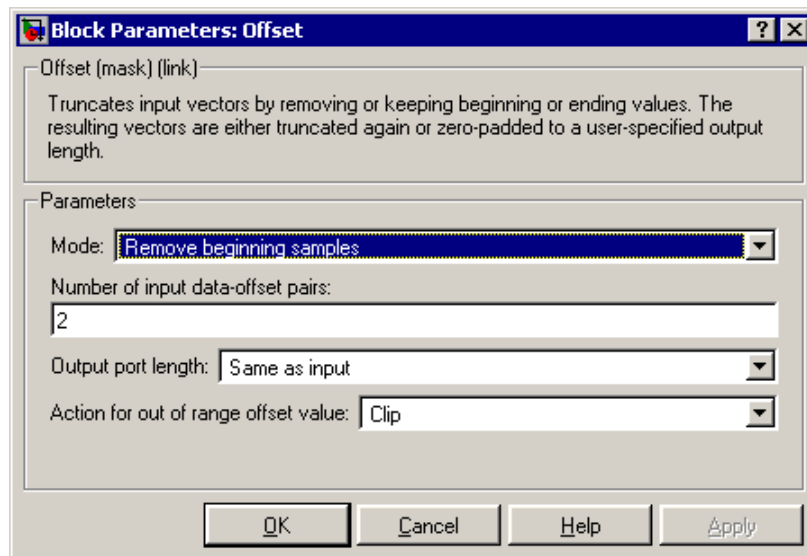 Block Parameters: Offset
Offset (mask) (link)
Truncates input vectors by removing or keeping beginning or ending values. The
resulting vectors are either truncated again or zero-padded to a user-specified output
length.
Parameters
Mode: Remove beginning samples
Number of input data-offset pairs:
2
Output port length: Same as input
Action for out of range offset value: Clip
OK Cancel Help Apply